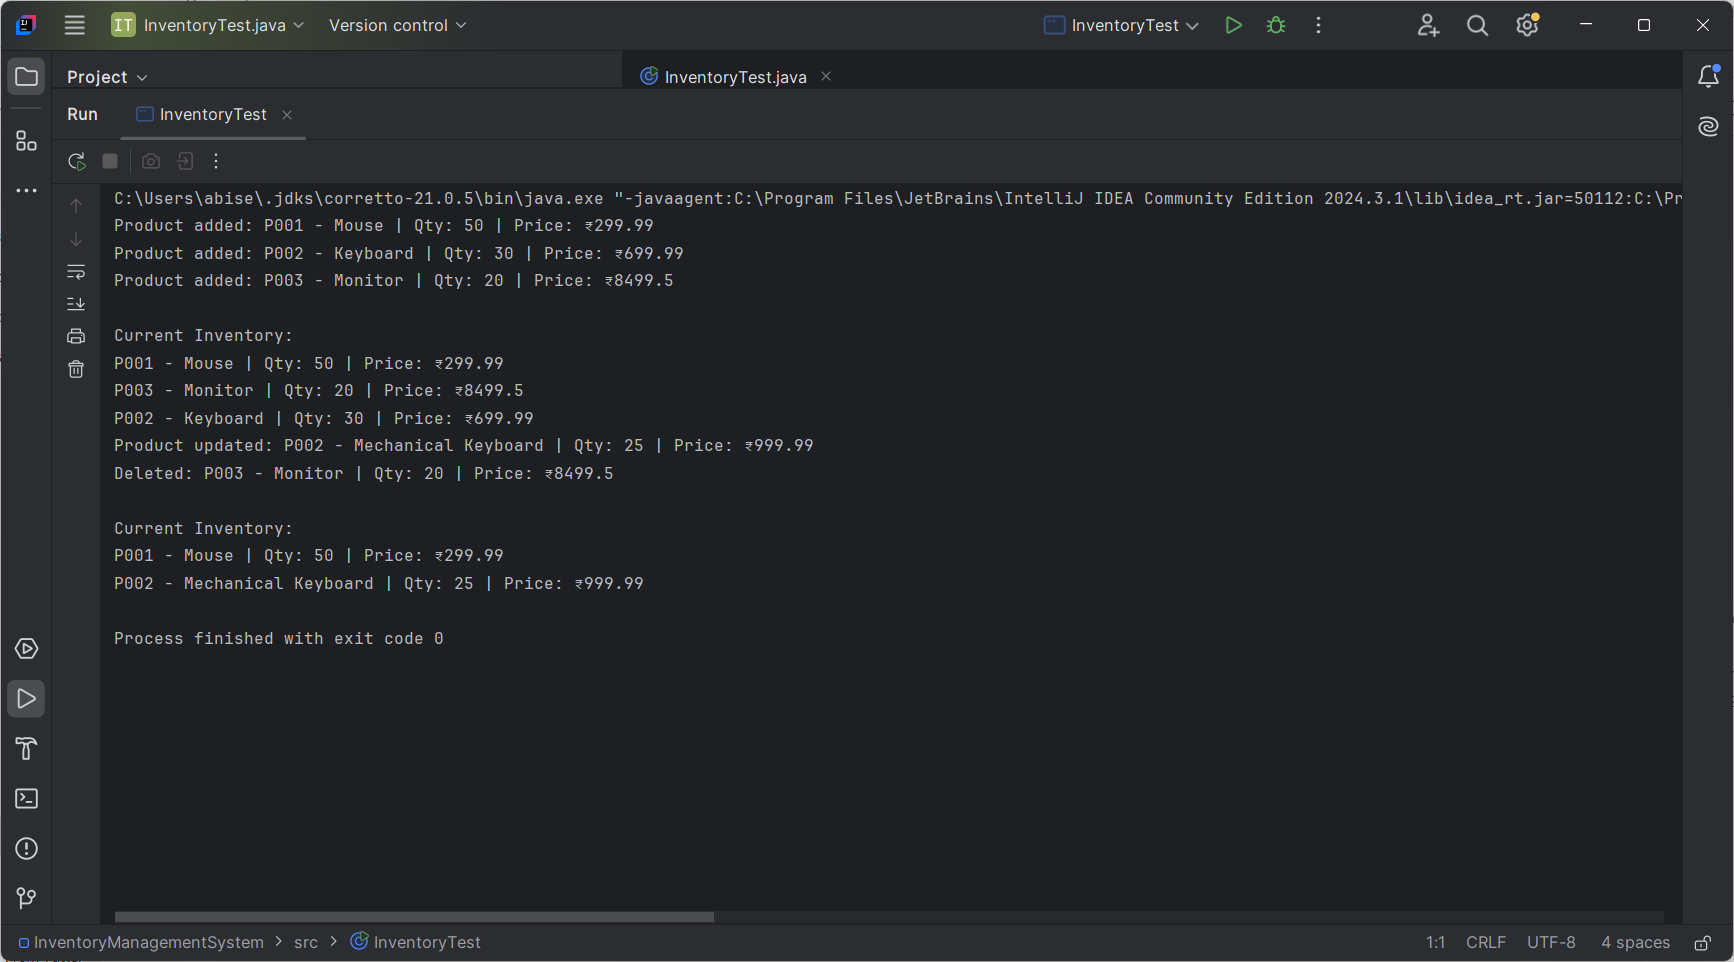 IT InventoryTest.java Version control InventoryTest
Project InventoryTest.java
Run InventoryTest
C:\Users\abise\.jdks\corretto-21.0.5\bin\java.exe "-javaagent:C:\Program Files\JetBrains\IntelliJ IDEA Community Edition 2024.3.1\lib\idea_rt.jar=50112:C:\Pr
Product added: P001 - Mouse | Qty: 50 | Price: ₹299.99
Product added: P002 - Keyboard | Qty: 30 | Price: ₹699.99
Product added: P003 - Monitor | Qty: 20 | Price: ₹8499.5
Current Inventory:
P001 - Mouse | Qty: 50 | Price: ₹299.99
P003 - Monitor | Qty: 20 | Price: ₹8499.5
P002 - Keyboard | Qty: 30 | Price: ₹699.99
Product updated: P002 - Mechanical Keyboard | Qty: 25 | Price: ₹999.99
Deleted: P003 - Monitor | Qty: 20 | Price: ₹8499.5
Current Inventory:
P001 - Mouse | Qty: 50 | Price: ₹299.99
P002 - Mechanical Keyboard | Qty: 25 | Price: ₹999.99
Process finished with exit code 0
InventoryManagementSystem > src > InventoryTest 1:1 CRLF UTF-8 4 spaces